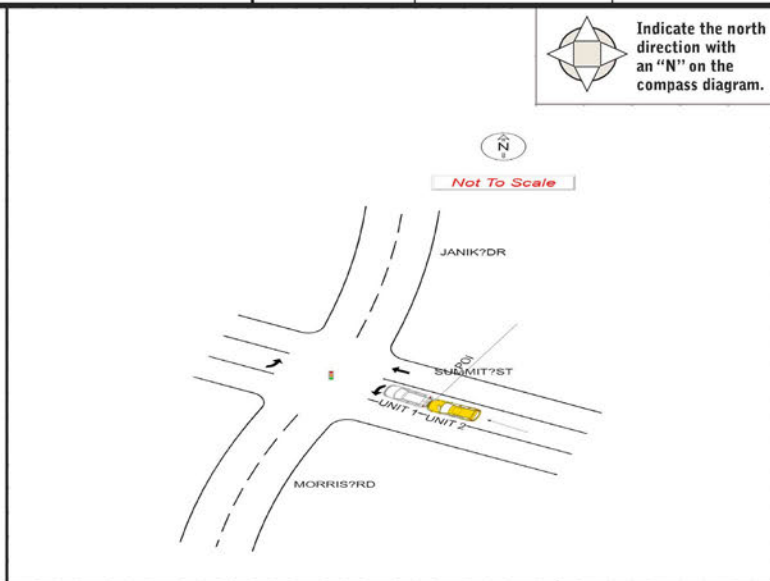 Indicate the north
direction with
an "N" on the
compass diagram.
N
Not To Scale
JANIK?DR
POI
SUMMIT?ST
UNIT 1
UNIT 2
MORRIS?RD